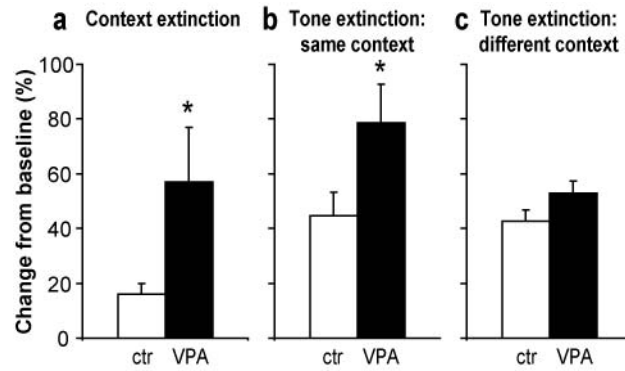 a Context extinction
b Tone extinction:
same context
c Tone extinction:
different context
Change from baseline (%)
100
80
60
40
20
0
*
*
ctr VPA
ctr VPA
ctr VPA